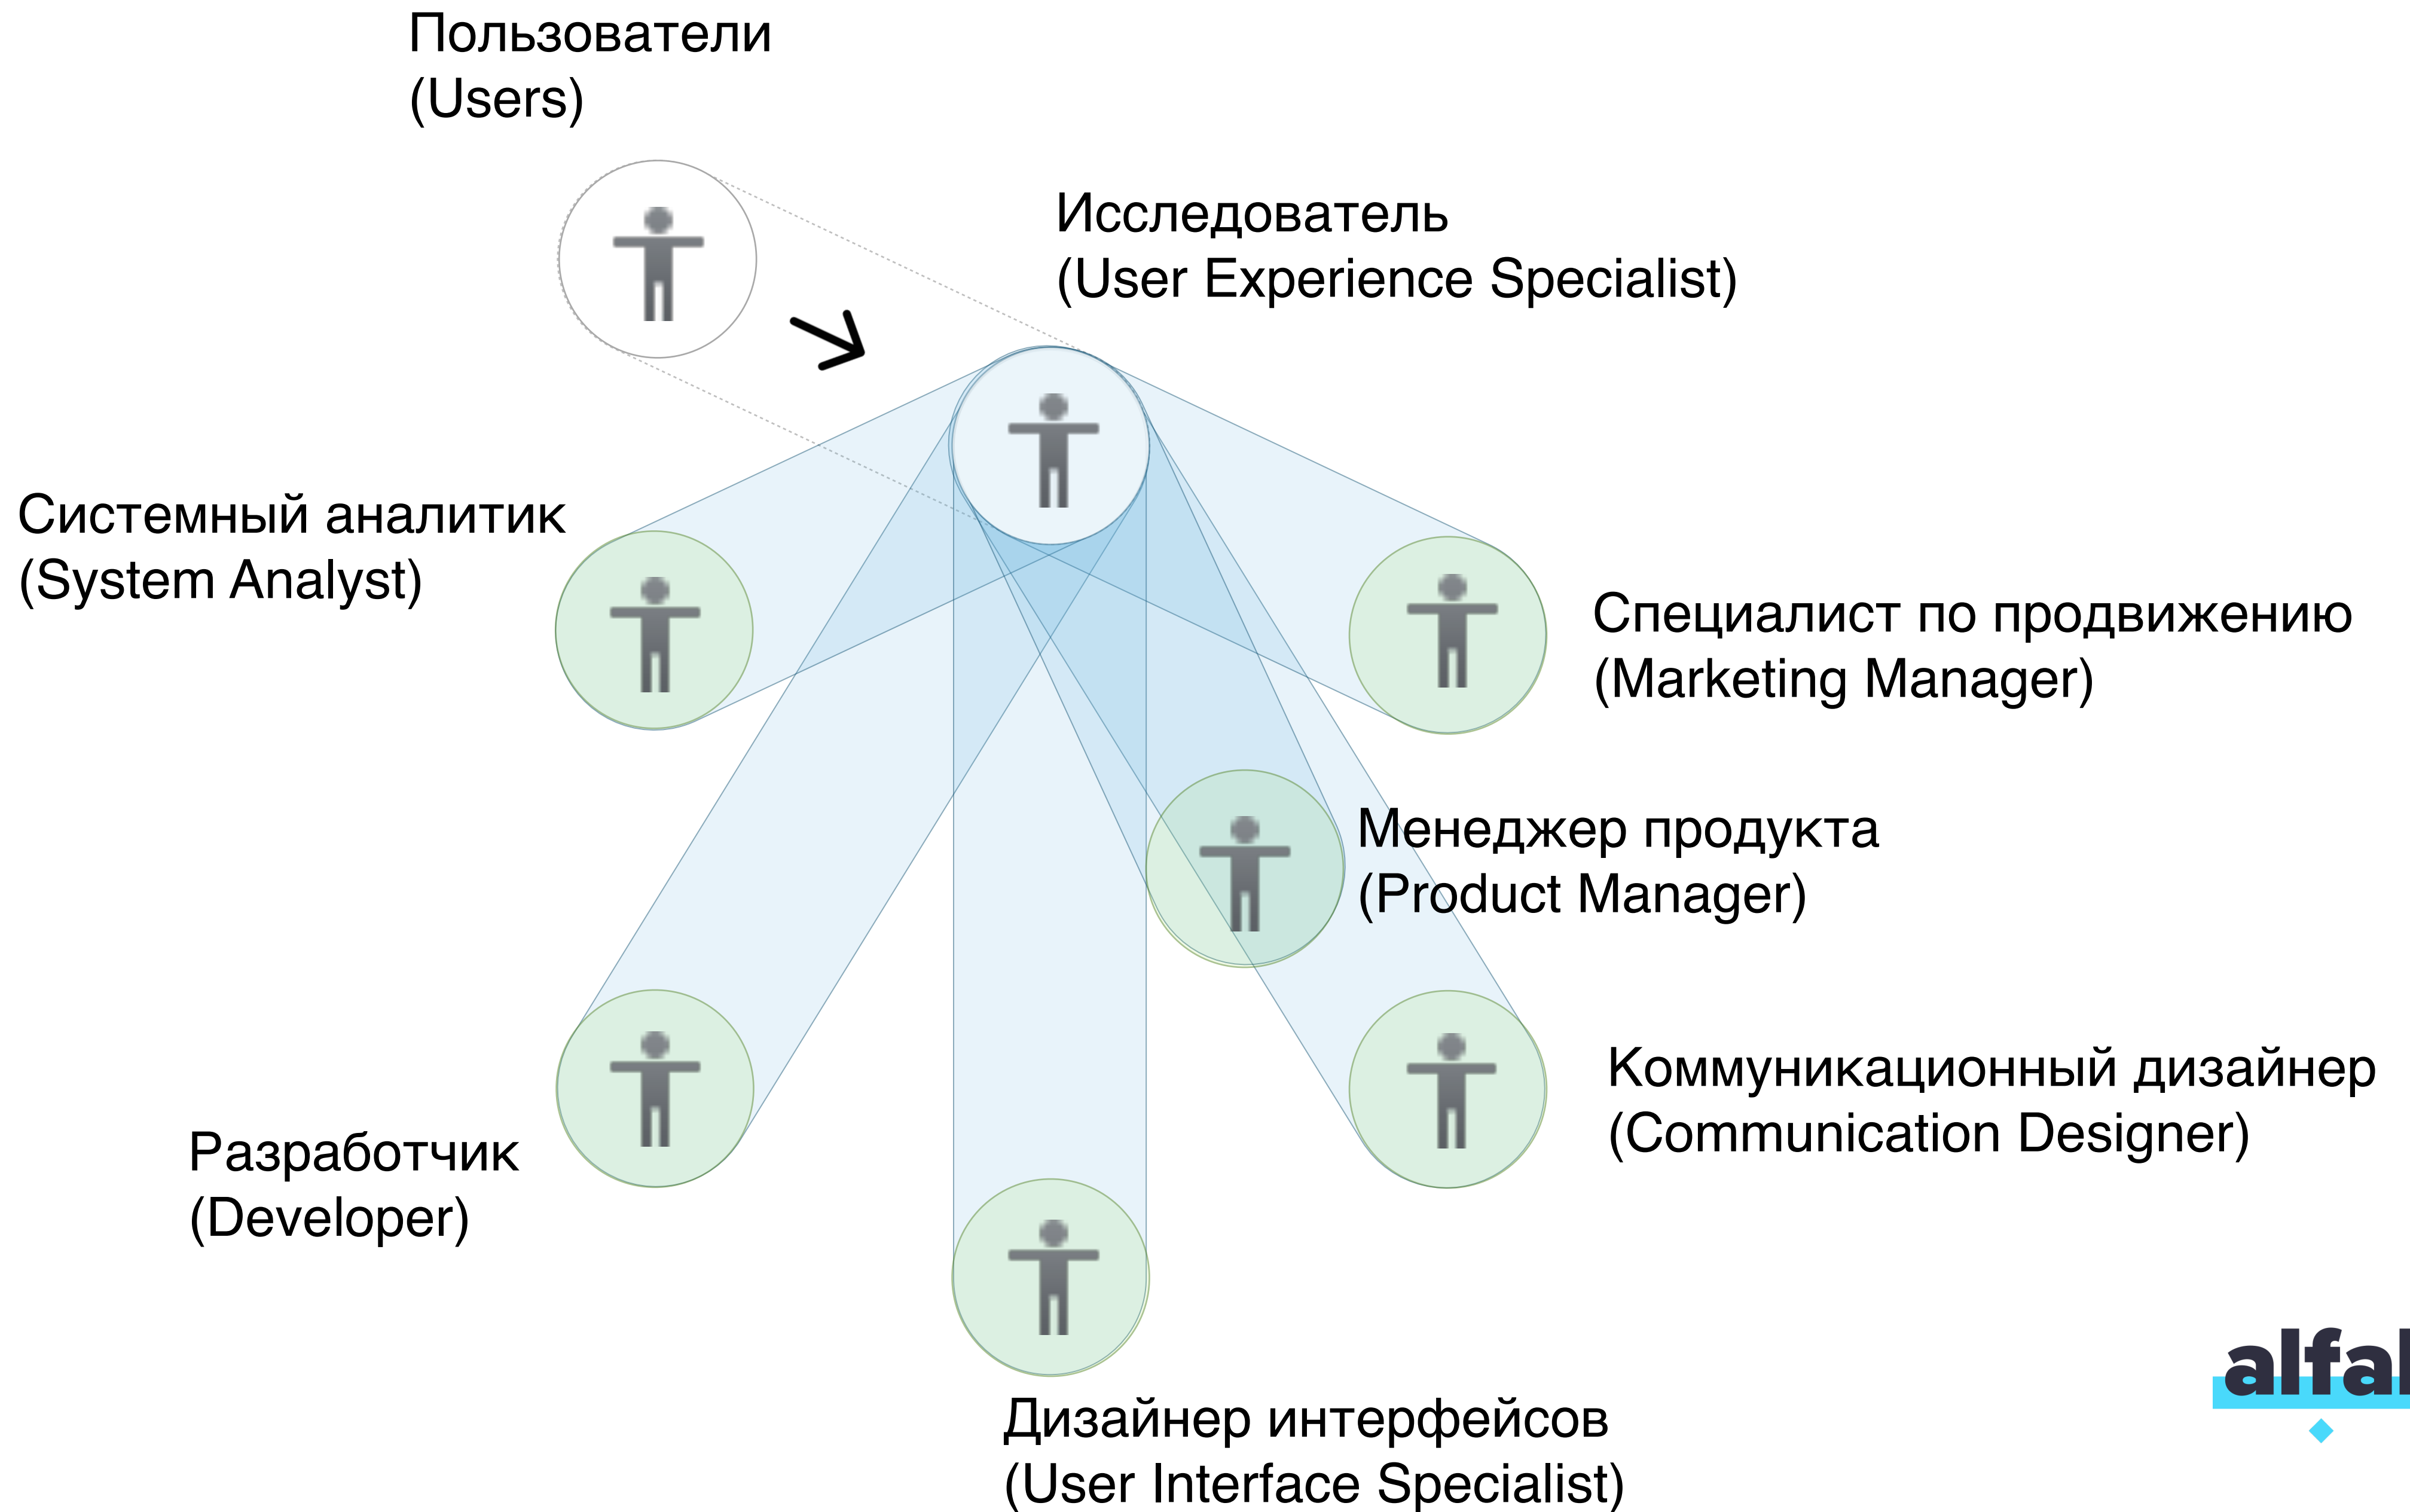 Пользователи
(Users)
Исследователь
(User Experience Specialist)
Системный аналитик
(System Analyst)
Специалист по продвижению
(Marketing Manager)
Менеджер продукта
(Product Manager)
Коммуникационный дизайнер
(Communication Designer)
Разработчик
(Developer)
Дизайнер интерфейсов
(User Interface Specialist)